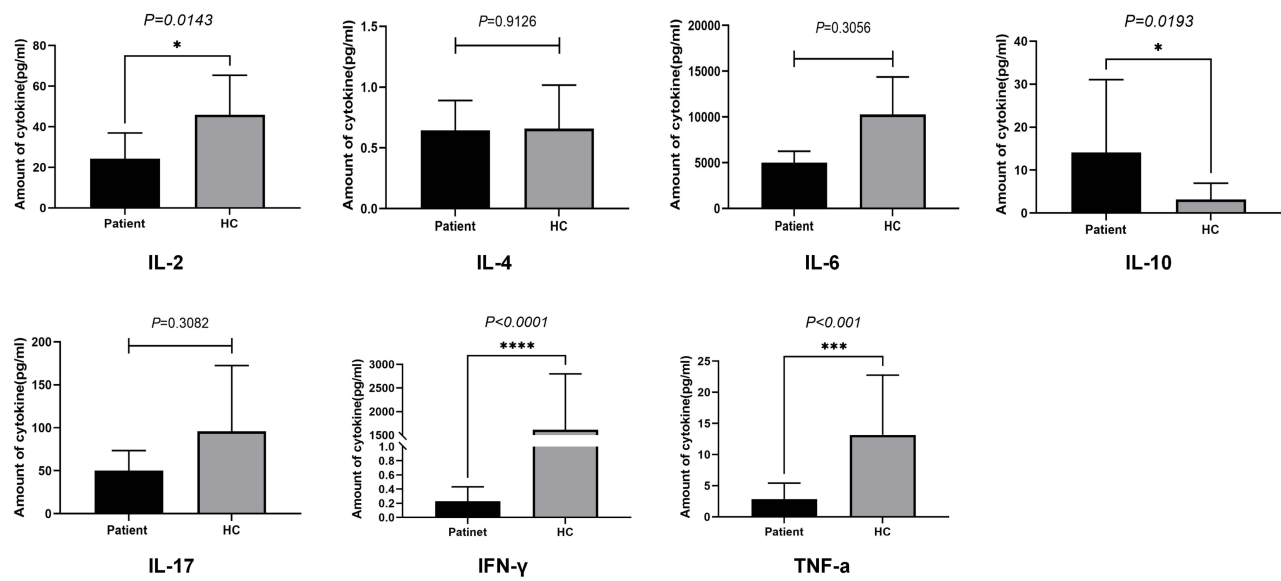 P=0.0143
*
Amount of cytokine(pg/ml)
80
60
40
20
0
Patient HC
IL-2
P=0.9126
Amount of cytokine(pg/ml)
1.5
1.0
0.5
0.0
Patient HC
IL-4
P=0.3056
Amount of cytokine(pg/ml)
20000
15000
10000
5000
0
Patient HC
IL-6
P=0.0193
*
Amount of cytokine(pg/ml)
40
30
20
10
0
Patient HC
IL-10
P=0.3082
Amount of cytokine(pg/ml)
200
150
100
50
0
Patient HC
IL-17
P<0.0001
****
Amount of cytokine(pg/ml)
3000
2500
2000
1500
1.0
0.8
0.6
0.4
0.2
0.0
Patinet HC
IFN-γ
P<0.001
***
Amount of cytokine(pg/ml)
25
20
15
10
5
0
Patient HC
TNF-a